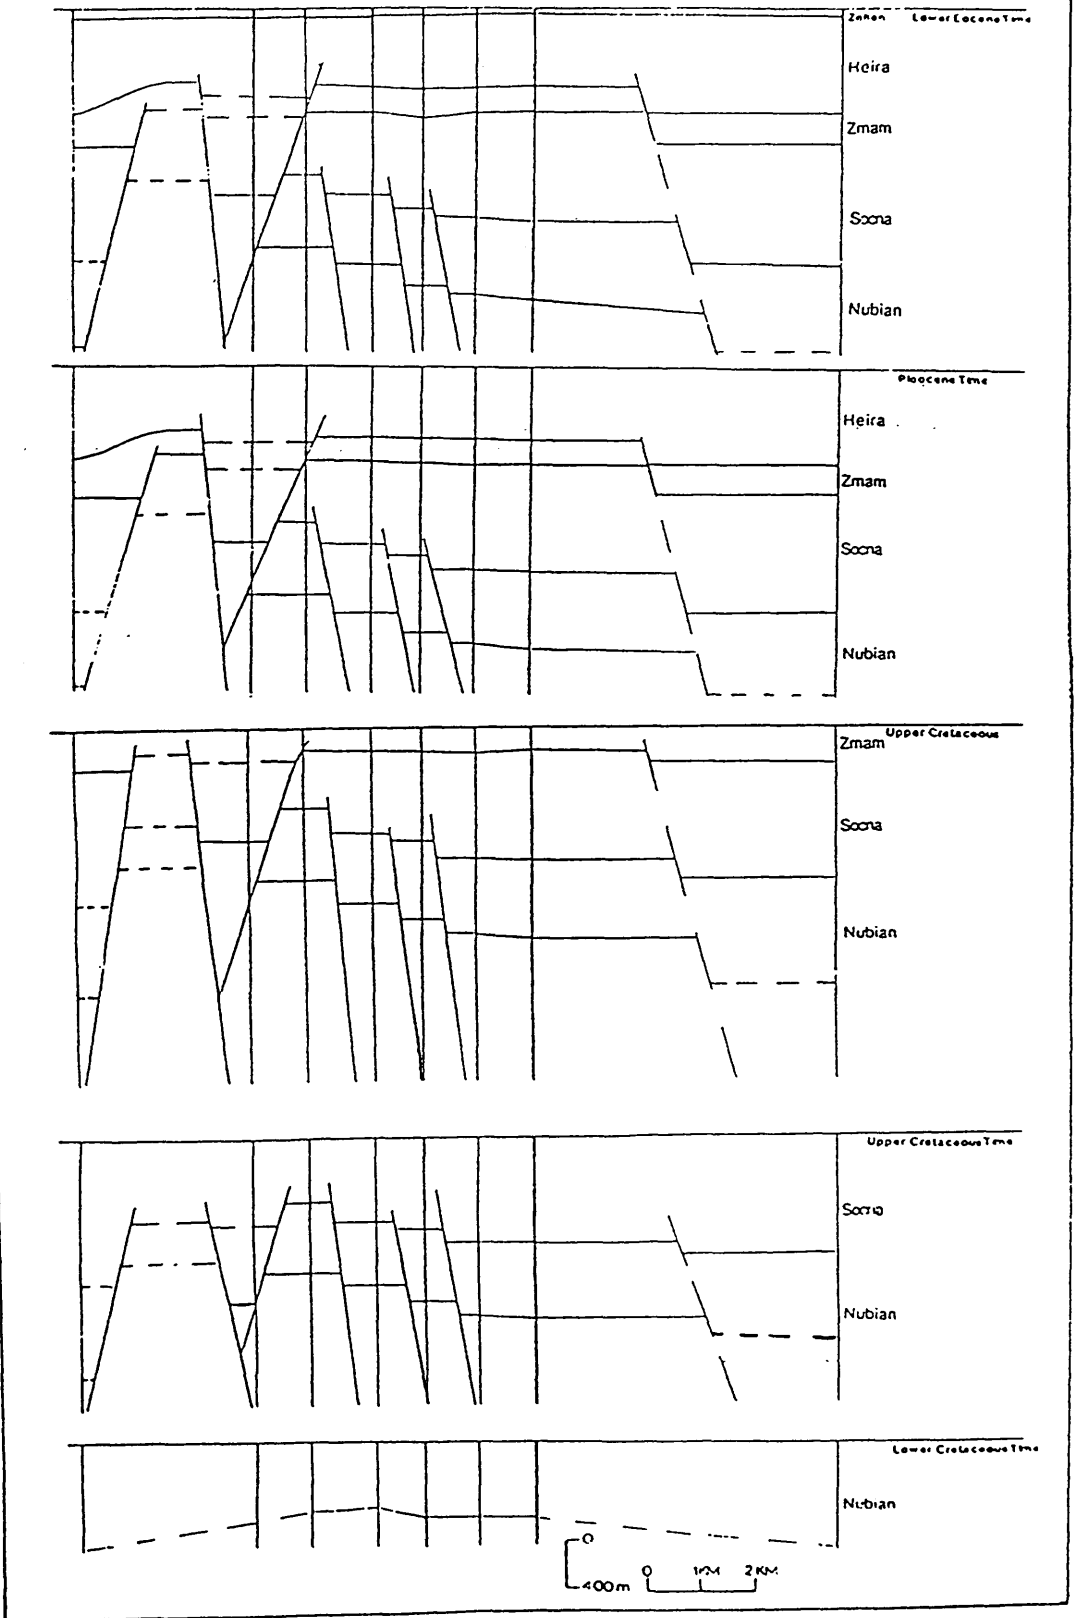 Lower Eocene Time
Heira
Zmam
Socna
Nubian
Time
Heira
Zmam
Socna
Nubian
Upper Cretaceous
Zmam
Socna
Nubian
Upper Cretaceous Time
Socna
Nubian
Lower Cretaceous Time
Nubian
0
400m
0 1KM 2KM